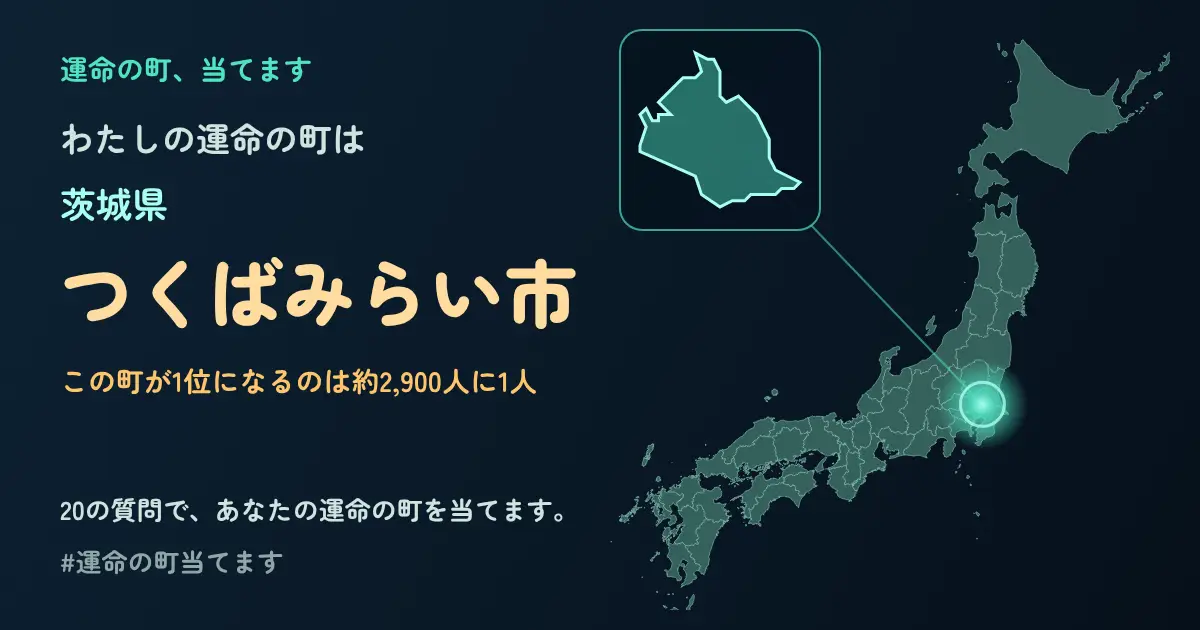 運命の町、当てます
わたしの運命の町は
茨城県
つくばみらい市
この町が1位になるのは約2,900人に1人
20の質問で、あなたの運命の町を当てます。
#運命の町当てます